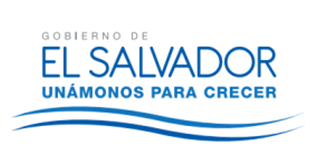 GOBIERNO DE
EL SALVADOR
UNÁMONOS PARA CRECER